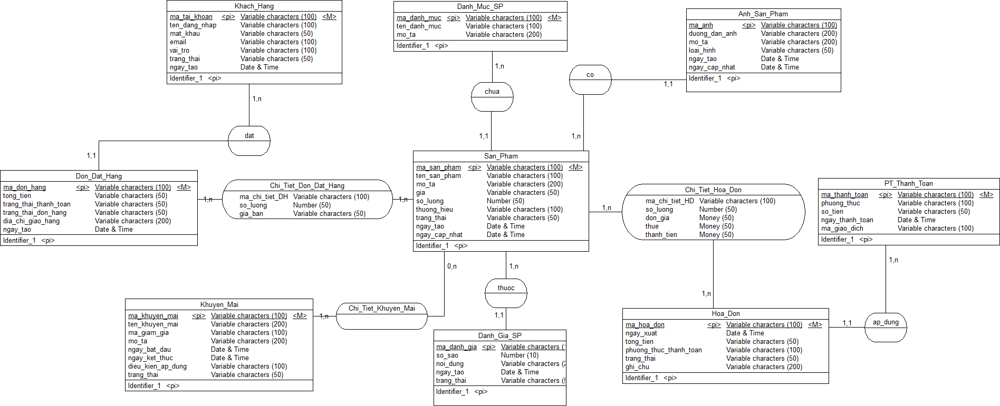 Khach_Hang
ma_tai_khoan <pi> Variable characters (100) <M>
ten_dang_nhap Variable characters (100)
mat_khau Variable characters (50)
email Variable characters (100)
vai_tro Variable characters (100)
trang_thai Variable characters (50)
ngay_tao Date & Time
Identifier_1 <pi>
Danh_Muc_SP
ma_danh_muc <pi> Variable characters (100) <M>
ten_danh_muc Variable characters (100)
mo_ta Variable characters (200)
Identifier_1 <pi>
Anh_San_Pham
ma_anh <pi> Variable characters (100)
duong_dan_anh Variable characters (200)
mo_ta Variable characters (200)
loai_hinh Variable characters (50)
ngay_tao Date & Time
ngay_cap_nhat Date & Time
Identifier_1 <pi>
1,n
dat
1,1
1,n
chua
1,1
co
1,1
1,n
Don_Dat_Hang
ma_don_hang <pi> Variable characters (100) <M>
tong_tien Variable characters (50)
trang_thai_thanh_toan Variable characters (50)
trang_thai_don_hang Variable characters (50)
dia_chi_giao_hang Variable characters (200)
ngay_tao Date & Time
Identifier_1 <pi>
1,n
Chi_Tiet_Don_Dat_Hang
ma_chi_tiet_DH Variable characters (100)
so_luong Number (50)
gia_ban Variable characters (50)
1,n
San_Pham
ma_san_pham <pi> Variable characters (100) <M>
ten_san_pham Variable characters (100)
mo_ta Variable characters (200)
gia Variable characters (50)
so_luong Number (50)
thuong_hieu Variable characters (100)
trang_thai Variable characters (50)
ngay_tao Date & Time
ngay_cap_nhat Date & Time
Identifier_1 <pi>
1,n
Chi_Tiet_Hoa_Don
ma_chi_tiet_HD Variable characters (100)
so_luong Number (50)
don_gia Money (50)
thue Money (50)
thanh_tien Money (50)
PT_Thanh_Toan
ma_thanh_toan <pi> Variable characters (100) <M>
phuong_thuc Variable characters (100)
so_tien Variable characters (50)
ngay_thanh_toan Date & Time
ma_giao_dich Variable characters (100)
Identifier_1 <pi>
0,n
1,n
thuoc
1,1
1,n
1,n
Khuyen_Mai
ma_khuyen_mai <pi> Variable characters (100) <M>
ten_khuyen_mai Variable characters (200)
ma_giam_gia Variable characters (100)
mo_ta Variable characters (200)
ngay_bat_dau Date & Time
ngay_ket_thuc Date & Time
dieu_kien_ap_dung Variable characters (100)
trang_thai Variable characters (50)
Identifier_1 <pi>
1,n
Chi_Tiet_Khuyen_Mai
Danh_Gia_SP
ma_danh_gia <pi> Variable characters (
so_sao Number (10)
noi_dung Variable characters (2
ngay_tao Date & Time
trang_thai Variable characters (5
Identifier_1 <pi>
Hoa_Don
ma_hoa_don <pi> Variable characters (100) <M>
ngay_xuat Date & Time
tong_tien Variable characters (50)
phuong_thuc_thanh_toan Variable characters (100)
trang_thai Variable characters (50)
ghi_chu Variable characters (200)
Identifier_1 <pi>
1,1
ap_dung